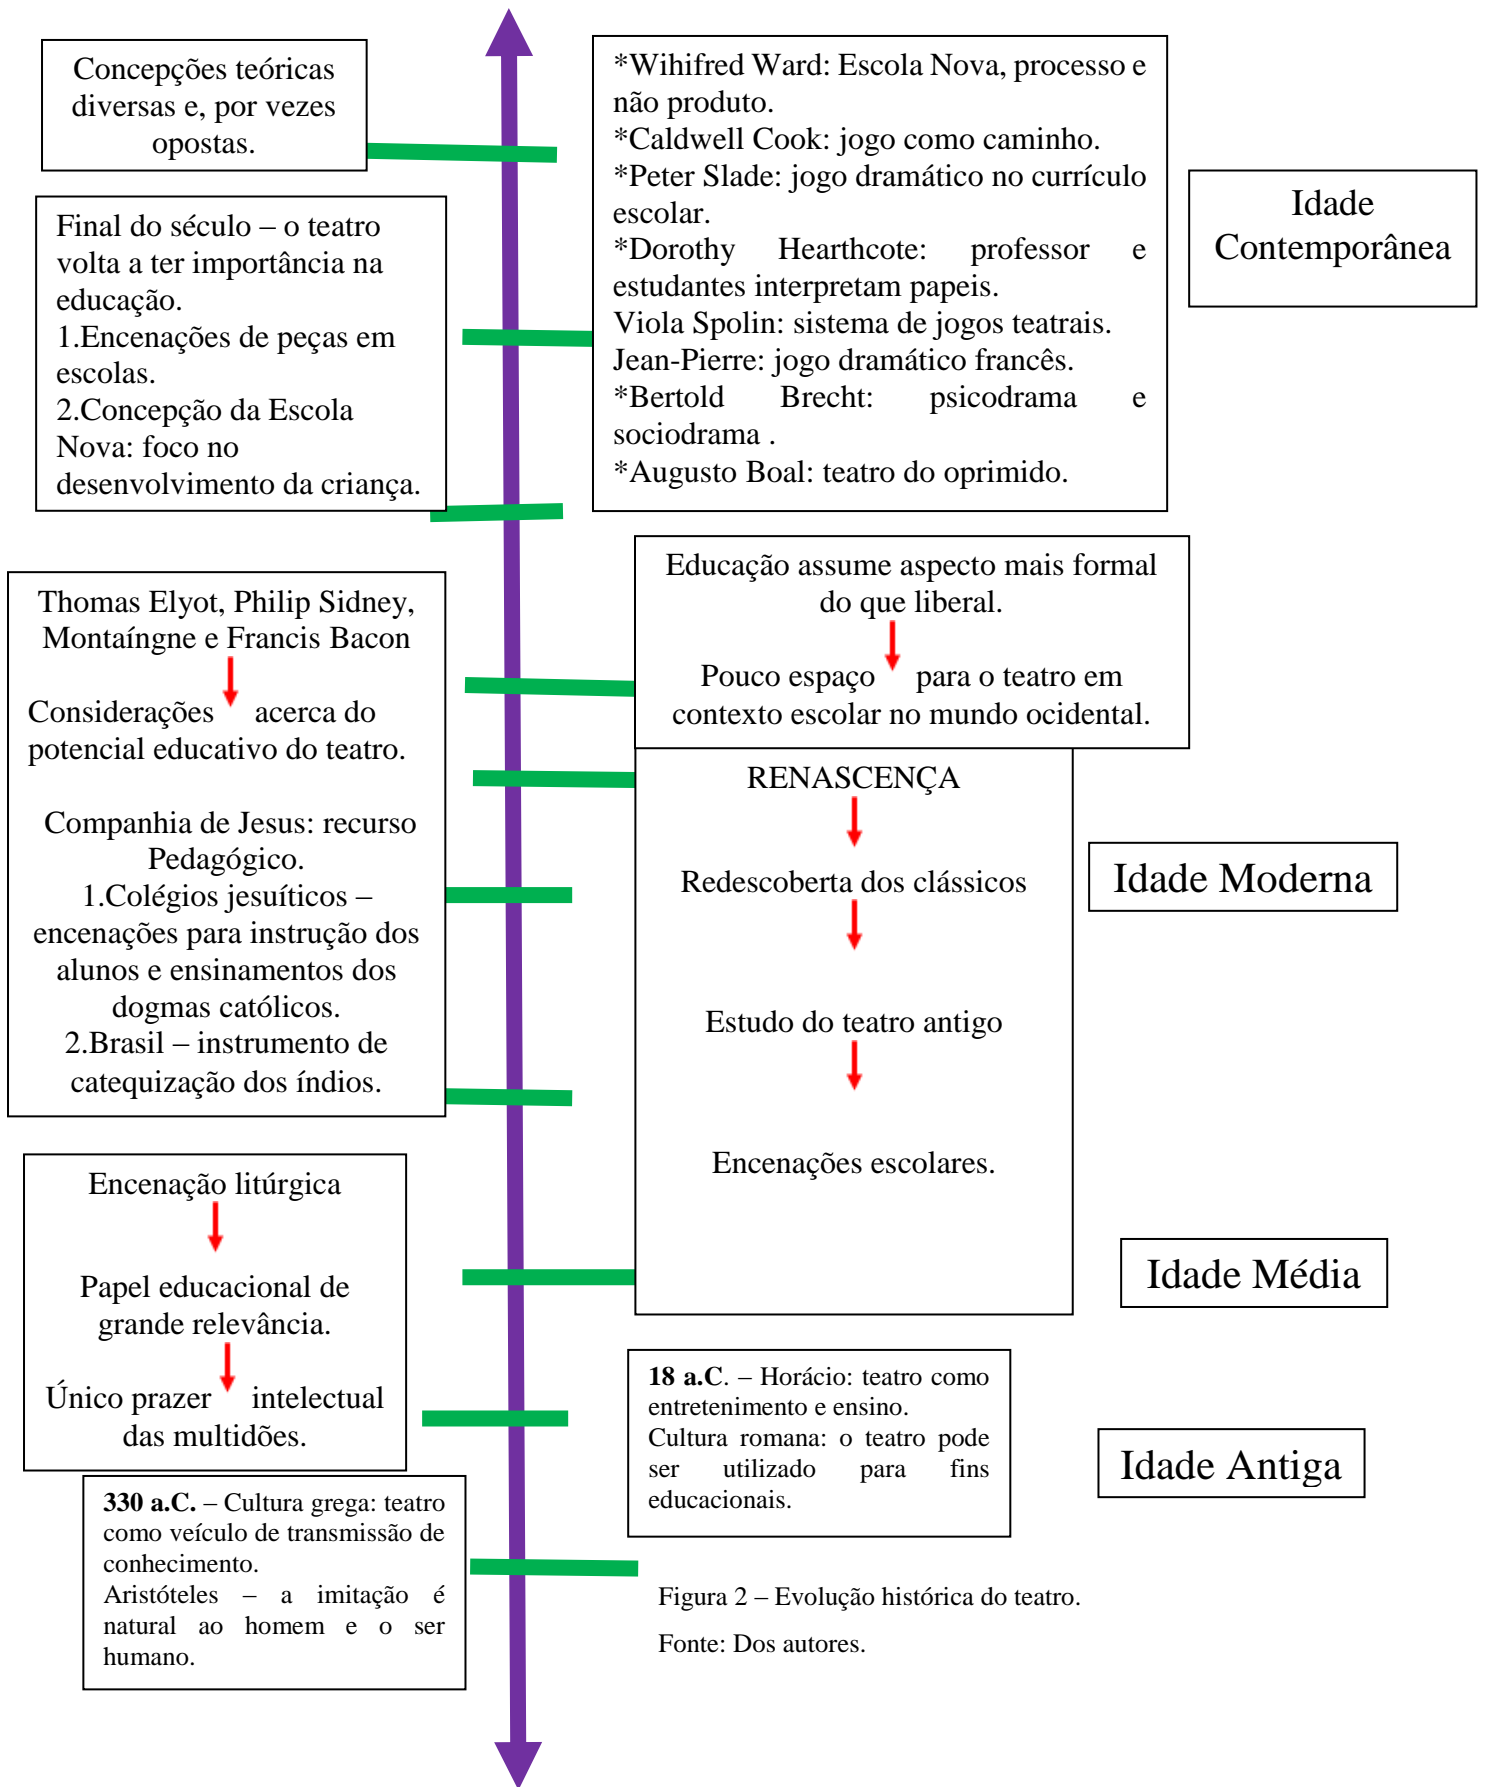 Concepções teóricas
diversas e, por vezes
opostas.
*Wihifred Ward: Escola Nova, processo e
não produto.
*Caldwell Cook: jogo como caminho.
*Peter Slade: jogo dramático no currículo
escolar.
*Dorothy Hearthcote: professor e
estudantes interpretam papeis.
Viola Spolin: sistema de jogos teatrais.
Jean-Pierre: jogo dramático francês.
*Bertold Brecht: psicodrama e
sociodrama .
*Augusto Boal: teatro do oprimido.
Idade
Contemporânea
Final do século – o teatro
volta a ter importância na
educação.
1.Encenações de peças em
escolas.
2.Concepção da Escola
Nova: foco no
desenvolvimento da criança.
Educação assume aspecto mais formal
do que liberal.
Pouco espaço para o teatro em
contexto escolar no mundo ocidental.
Thomas Elyot, Philip Sidney,
Montaíngne e Francis Bacon
Considerações acerca do
potencial educativo do teatro.
Companhia de Jesus: recurso
Pedagógico.
1.Colégios jesuíticos –
encenações para instrução dos
alunos e ensinamentos dos
dogmas católicos.
2.Brasil – instrumento de
catequização dos índios.
RENASCENÇA
Redescoberta dos clássicos
Estudo do teatro antigo
Encenações escolares.
Idade Moderna
Encenação litúrgica
Papel educacional de
grande relevância.
Único prazer intelectual
das multidões.
Idade Média
18 a.C. – Horácio: teatro como
entretenimento e ensino.
Cultura romana: o teatro pode
ser utilizado para fins
educacionais.
Idade Antiga
330 a.C. – Cultura grega: teatro
como veículo de transmissão de
conhecimento.
Aristóteles – a imitação é
natural ao homem e o ser
humano.
Figura 2 – Evolução histórica do teatro.
Fonte: Dos autores.